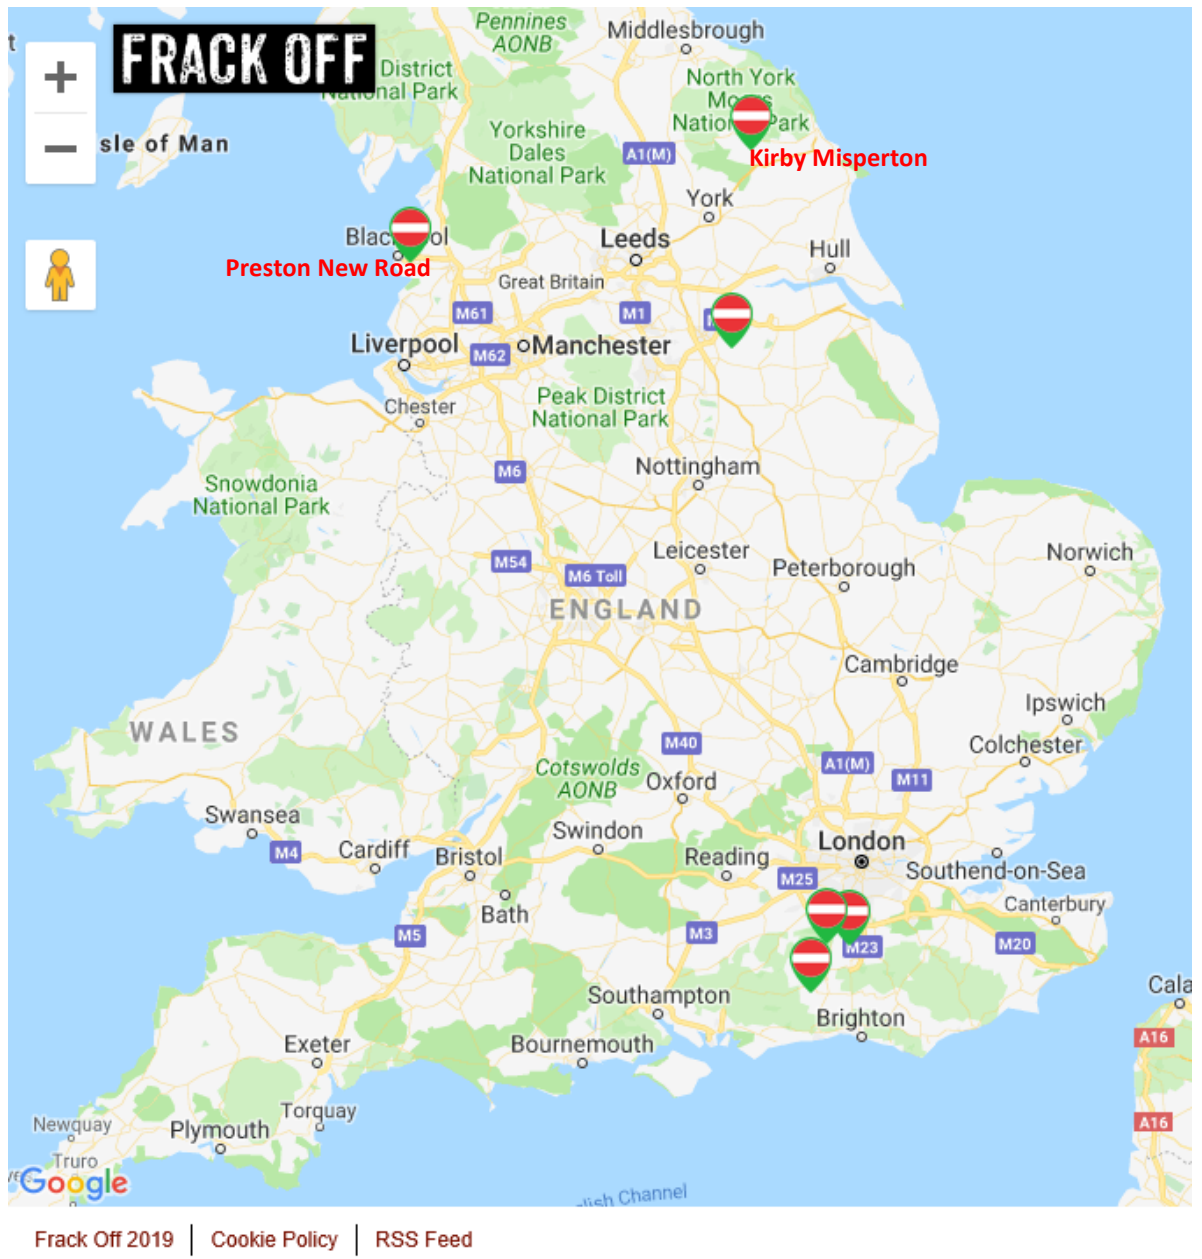 Pennines
AONB
Middlesbrough
FRACK OFF
District
National Park
North York
Park
sle of Man
Yorkshire
Dales
National Park
A1(M)
Kirby Misperton
York
Leeds
Hull
Preston New Road
Great Britain
M61
M1
Liverpool
M62
Manchester
Chester
Peak District
National Park
M6
Nottingham
Snowdonia
National Park
M54
M6 Toll
Leicester
Peterborough
Norwich
ENGLAND
Cambridge
Ipswich
WALES
M40
Colchester
Cotswolds
AONB
Oxford
A1(M)
M11
Swansea
Swindon
London
M4
Cardiff
Bristol
Reading
M25
Southend-on-Sea
Bath
Canterbury
M5
M3
M23
M20
Southampton
Cala
Brighton
Exeter
Bournemouth
A16
Torquay
Newquay
Plymouth
A16
Truro
Google
lish Channel
Frack Off 2019
Cookie Policy
RSS Feed